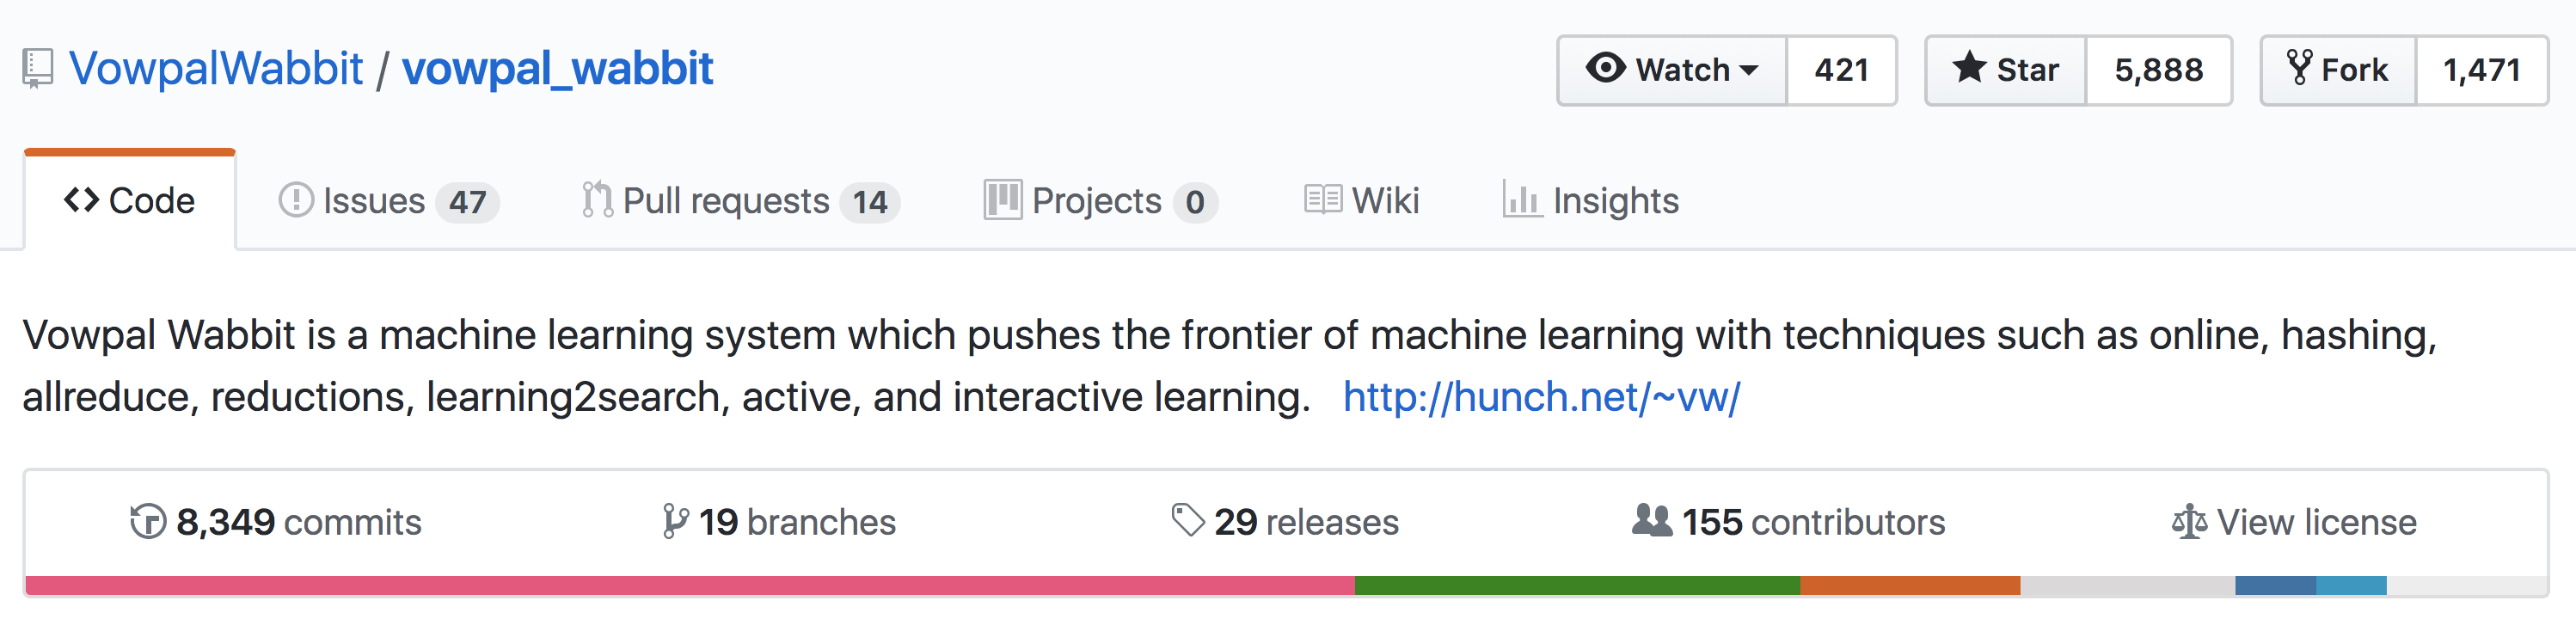 VowpalWabbit / vowpal_wabbit Watch 421 Star 5,888 Fork 1,471
Code Issues 47 Pull requests 14 Projects 0 Wiki Insights
Vowpal Wabbit is a machine learning system which pushes the frontier of machine learning with techniques such as online, hashing,
allreduce, reductions, learning2search, active, and interactive learning. http://hunch.net/~vw/
8,349 commits 19 branches 29 releases 155 contributors View license